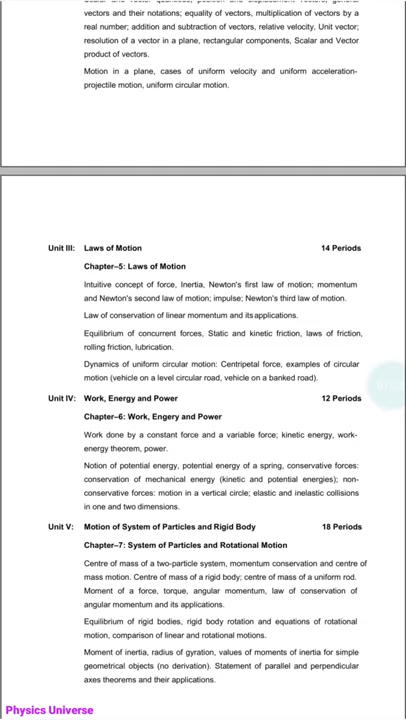 vectors and their notations; equality of vectors, multiplication of vectors by a
real number; addition and subtraction of vectors, relative velocity, Unit vector;
resolution of a vector in a plane, rectangular components, Scalar and Vector
product of vectors.
Motion in a plane, cases of uniform velocity and uniform acceleration-
projectile motion, uniform circular motion.
Unit III: Laws of Motion 14 Periods
Chapter–5: Laws of Motion
Intuitive concept of force, Inertia, Newton's first law of motion; momentum
and Newton's second law of motion; impulse; Newton's third law of motion.
Law of conservation of linear momentum and itsapplications.
Equilibrium of concurrent forces, Static and kinetic friction, laws of friction,
rolling friction, lubrication.
Dynamics of uniform circular motion: Centripetal force, examples of circular
motion (vehicle on a level circular road, vehicle on a banked road).
Unit IV: Work, Energy and Power 12 Periods
Chapter–6: Work, Engery and Power
Work done by a constant force and a variable force; kinetic energy, work-
energy theorem, power.
Notion of potential energy, potential energy of a spring, conservative forces:
conservation of mechanical energy (kinetic and potential energies); non-
conservative forces: motion in a vertical circle; elastic and inelastic collisions
in one and two dimensions.
Unit V: Motion of System of Particles and Rigid Body 18 Periods
Chapter–7: System of Particles and Rotational Motion
Centre of mass of a two-particle system, momentum conservation and centre of
mass motion. Centre of mass of a rigid body; centre of mass of a uniform rod.
Moment of a force, torque, angular momentum, law of conservation of
angular momentum and its applications.
Equilibrium of rigid bodies, rigid body rotation and equations of rotational
motion, comparison of linear and rotational motions.
Moment of inertia, radius of gyration, values of moments of inertia for simple
geometrical objects (no derivation). Statement of parallel and perpendicular
axes theorems and their applications.
Physics Universe